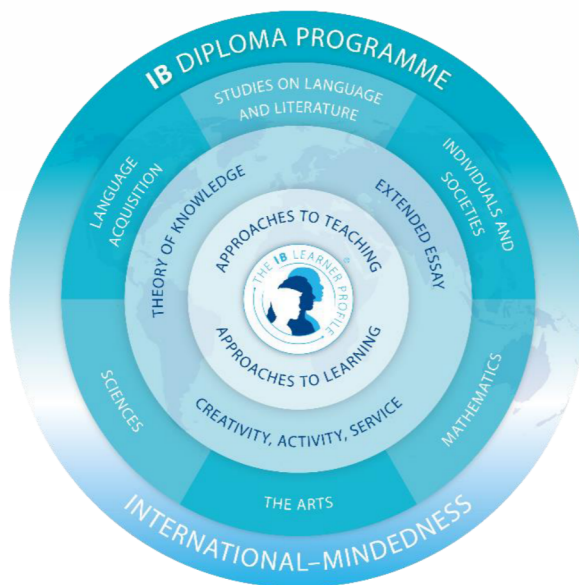 IB DIPLOMA PROGRAMME
STUDIES ON LANGUAGE
AND LITERATURE
LANGUAGE
ACQUISITION
INDIVIDUALS AND
SOCIETIES
THEORY OF KNOWLEDGE
EXTENDED ESSAY
APPROACHES TO TEACHING
THE IB LEARNER PROFILE
®
APPROACHES TO LEARNING
CREATIVITY, ACTIVITY, SERVICE
SCIENCES
MATHEMATICS
THE ARTS
INTERNATIONAL–MINDEDNESS